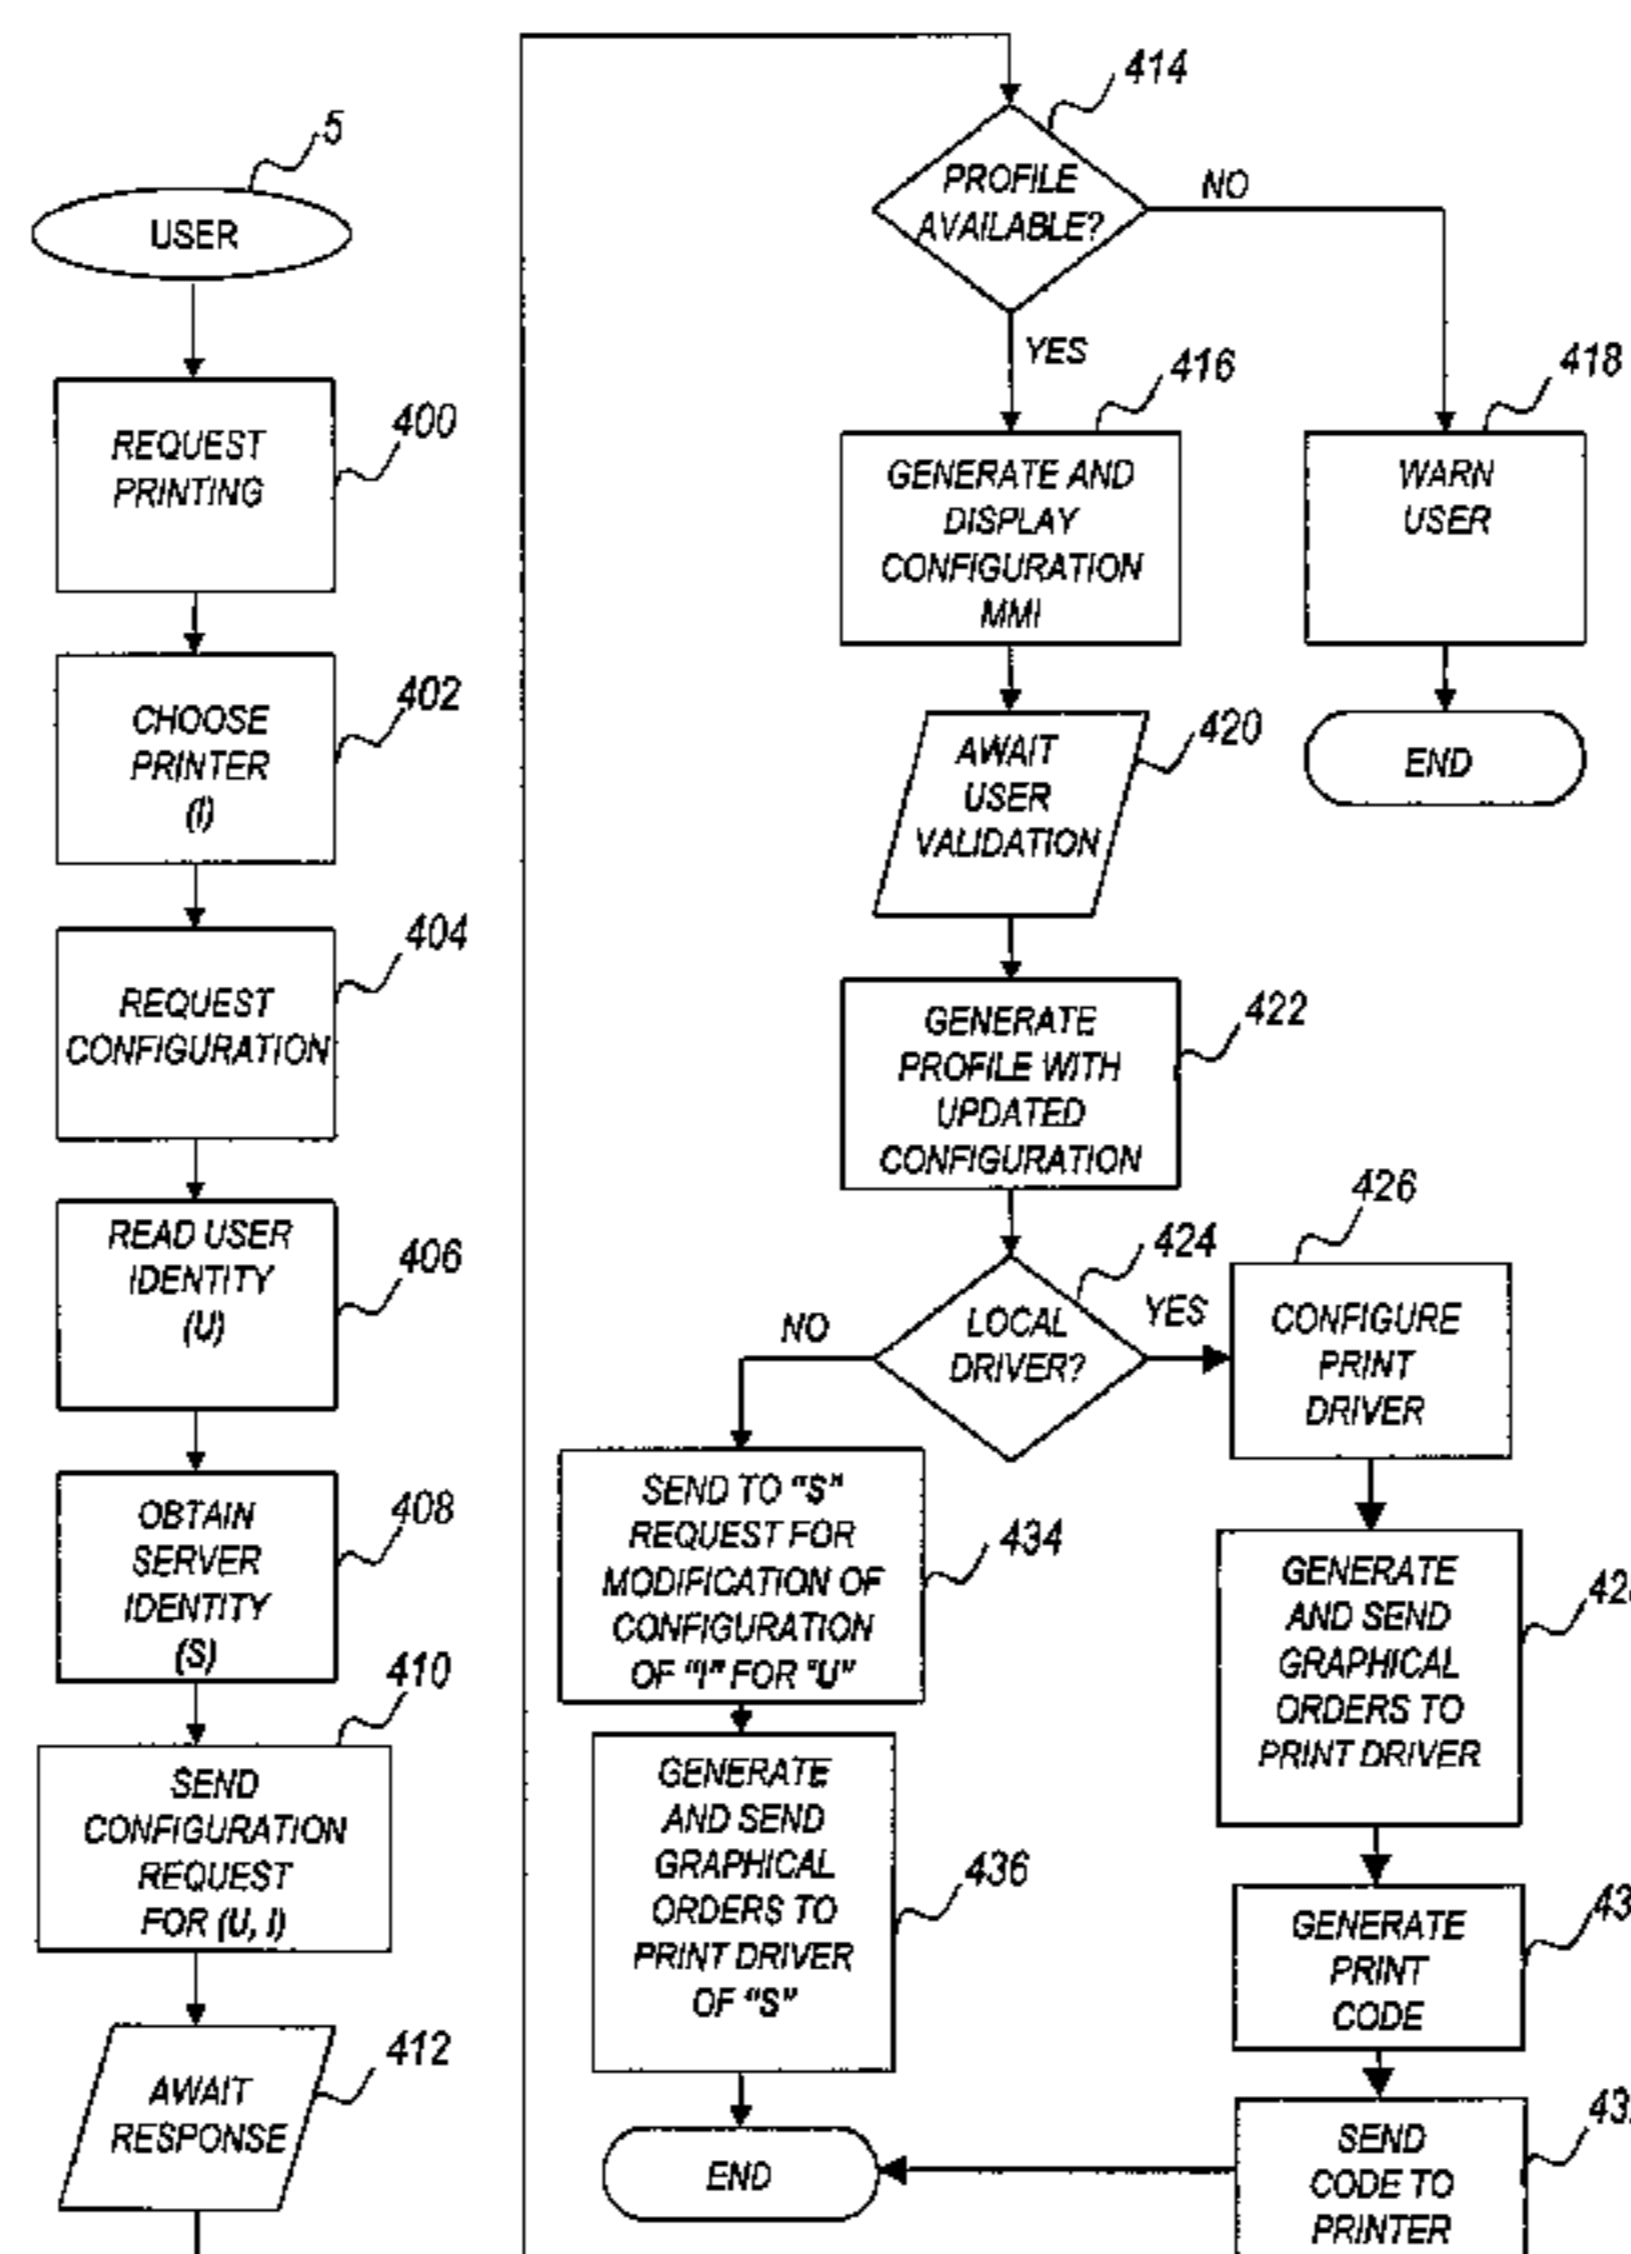 5
USER
REQUEST
PRINTING
400
CHOOSE
PRINTER
(I)
402
REQUEST
CONFIGURATION
404
READ USER
IDENTITY
(U)
406
OBTAIN
SERVER
IDENTITY
(S)
408
SEND
CONFIGURATION
REQUEST
FOR (U, I)
410
AWAIT
RESPONSE
412
PROFILE
AVAILABLE?
414
NO
YES
GENERATE AND
DISPLAY
CONFIGURATION
MMI
416
WARN
USER
418
END
AWAIT
USER
VALIDATION
420
GENERATE
PROFILE WITH
UPDATED
CONFIGURATION
422
LOCAL
DRIVER?
424
NO
YES
CONFIGURE
PRINT
DRIVER
426
SEND TO "S"
REQUEST FOR
MODIFICATION OF
CONFIGURATION
OF "I" FOR "U"
434
GENERATE
AND SEND
GRAPHICAL
ORDERS TO
PRINT DRIVER
GENERATE
AND SEND
GRAPHICAL
ORDERS TO
PRINT DRIVER
OF "S"
436
GENERATE
PRINT
CODE
SEND
CODE TO
PRINTER
END